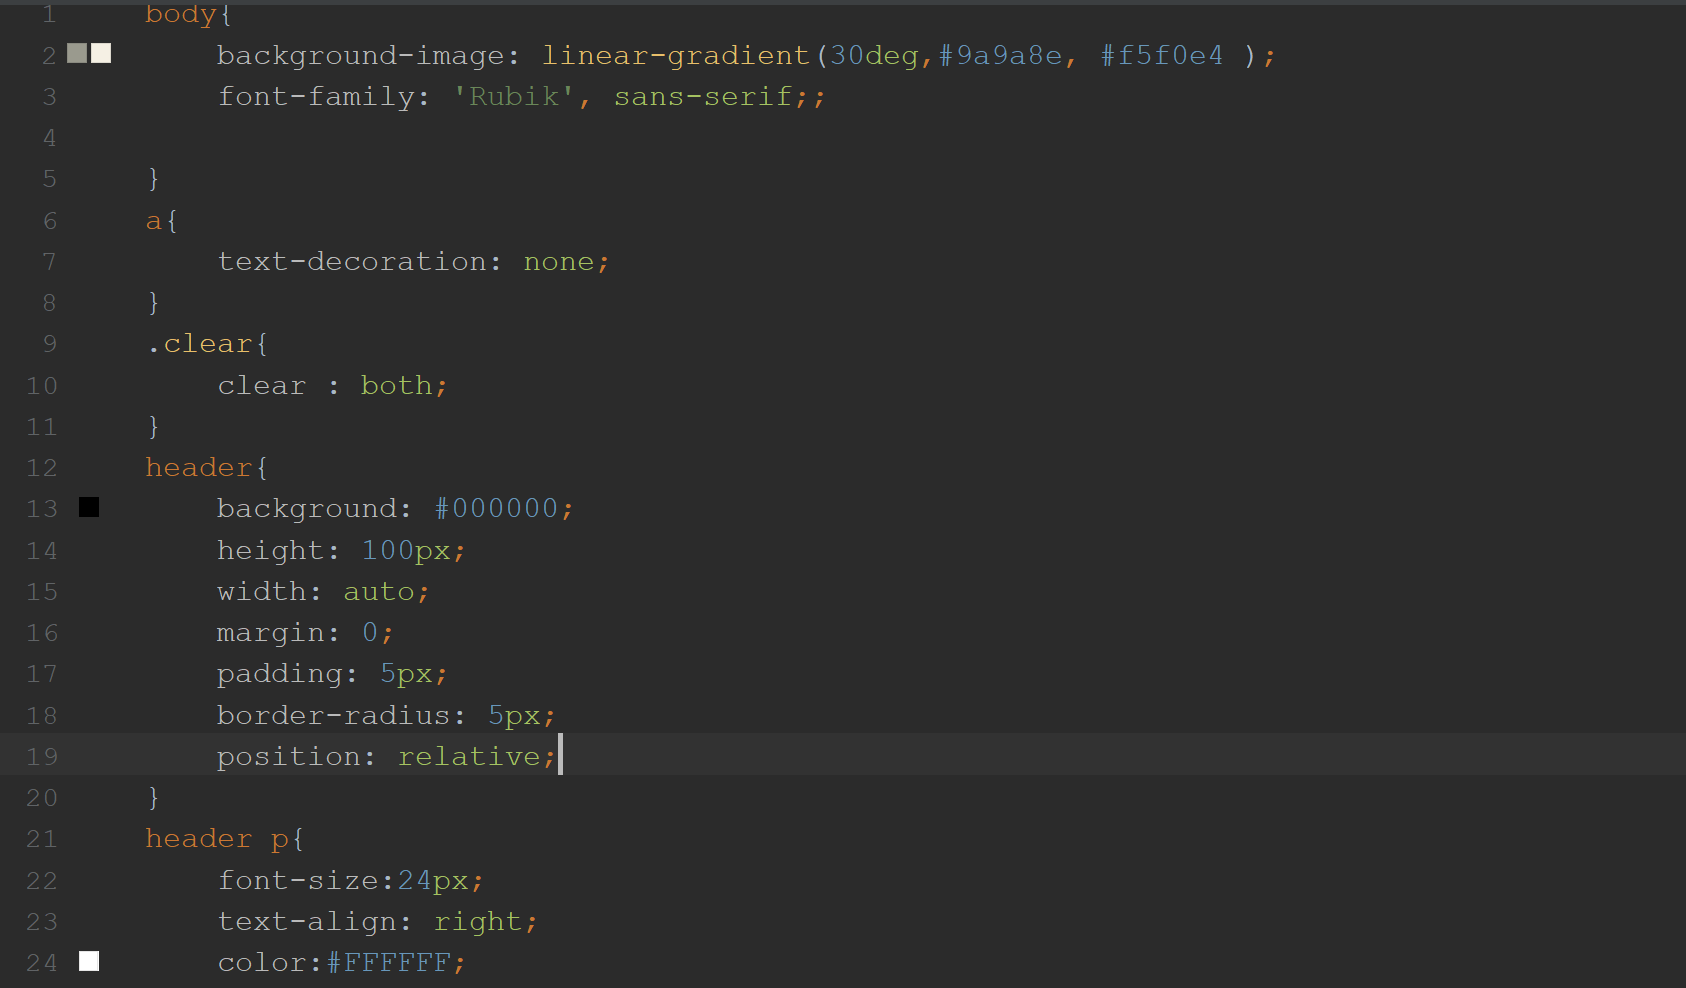 1 body{
2 background-image: linear-gradient(30deg,#9a9a8e, #f5f0e4 );
3 font-family: 'Rubik', sans-serif;;
4
5 }
6 a{
7 text-decoration: none;
8 }
9 .clear{
10 clear : both;
11 }
12 header{
13 background: #000000;
14 height: 100px;
15 width: auto;
16 margin: 0;
17 padding: 5px;
18 border-radius: 5px;
19 position: relative;
20 }
21 header p{
22 font-size:24px;
23 text-align: right;
24 color:#FFFFFF;